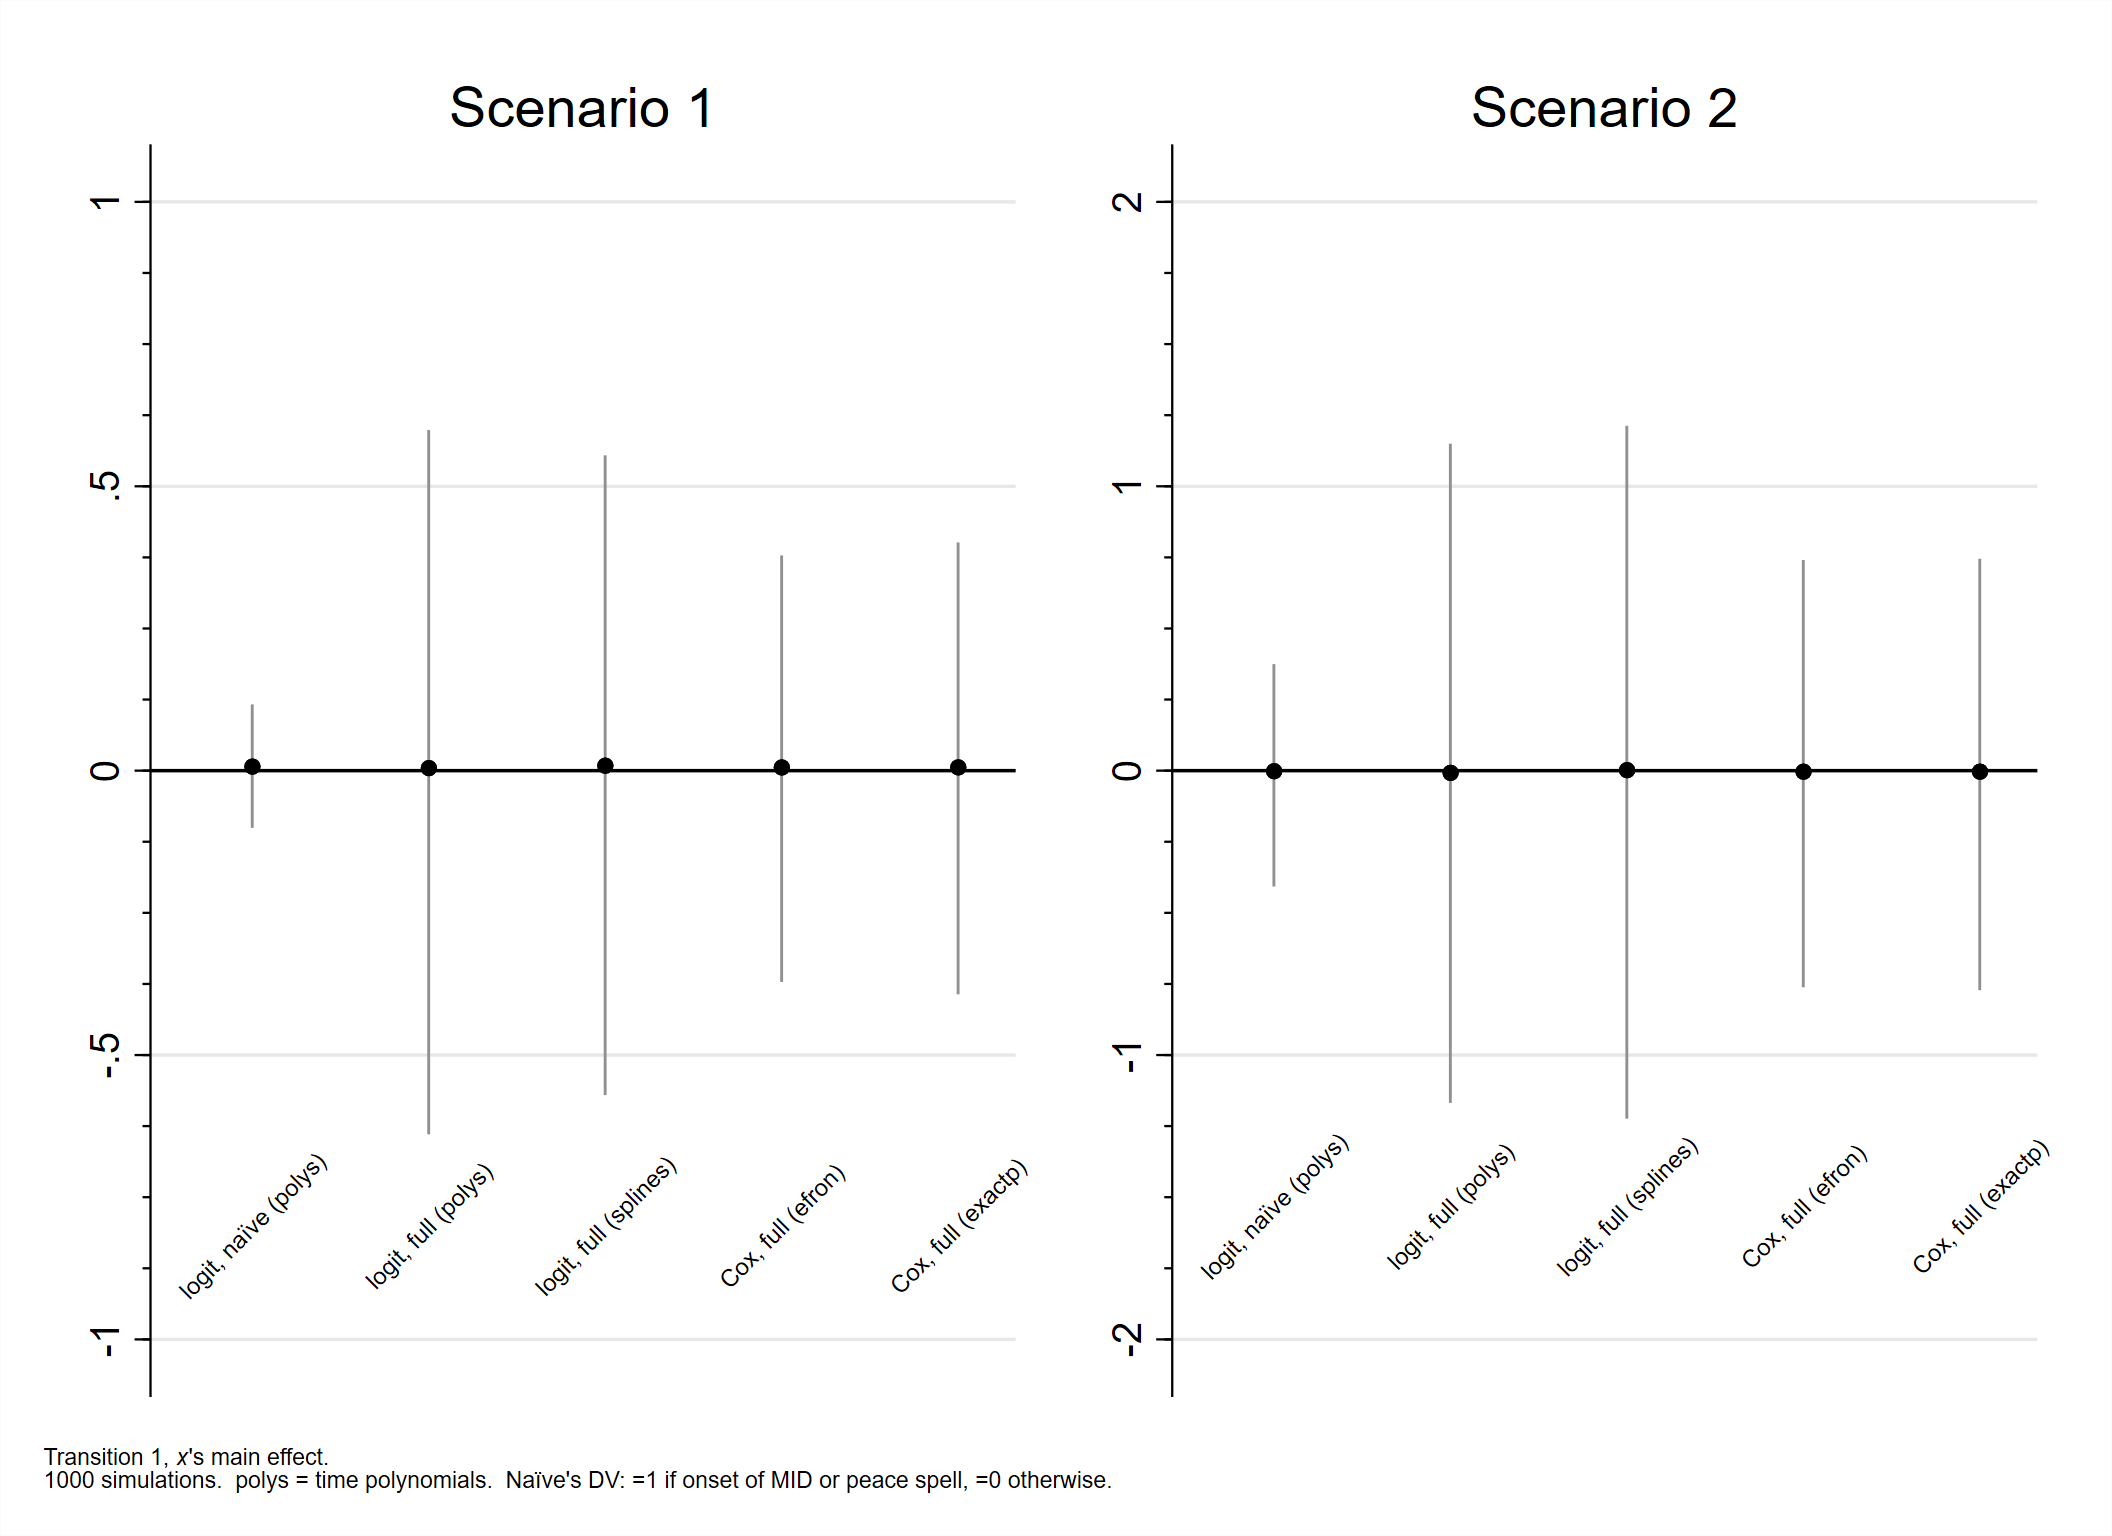 Scenario 1
1
.5
0
-.5
-1
logit, naïve (polys)
logit, full (polys)
logit, full (splines)
Cox, full (efron)
Cox, full (exactp)
Scenario 2
2
1
0
-1
-2
logit, naïve (polys)
logit, full (polys)
logit, full (splines)
Cox, full (efron)
Cox, full (exactp)
Transition 1, x's main effect.
1000 simulations.  polys = time polynomials.  Naïve's DV: =1 if onset of MID or peace spell, =0 otherwise.